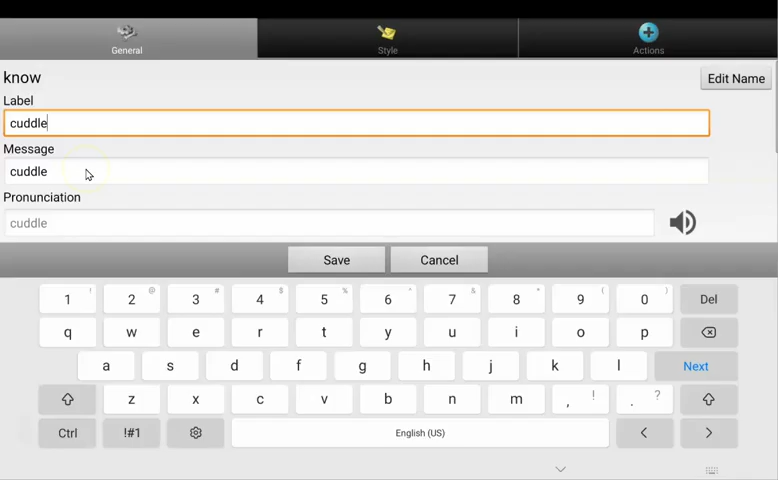 General
Style
Actions
know
Edit Name
Label
cuddle
Message
cuddle
Pronunciation
cuddle
Save
Cancel
1 ! 2 @ 3 # 4 $ 5 % 6 ^ 7 & 8 * 9 ( 0 ) Del
q w e r t y u i o p
a s d f g h j k l Next
z x c v b n m , ! . ?
Ctrl !#1 English (US) < >